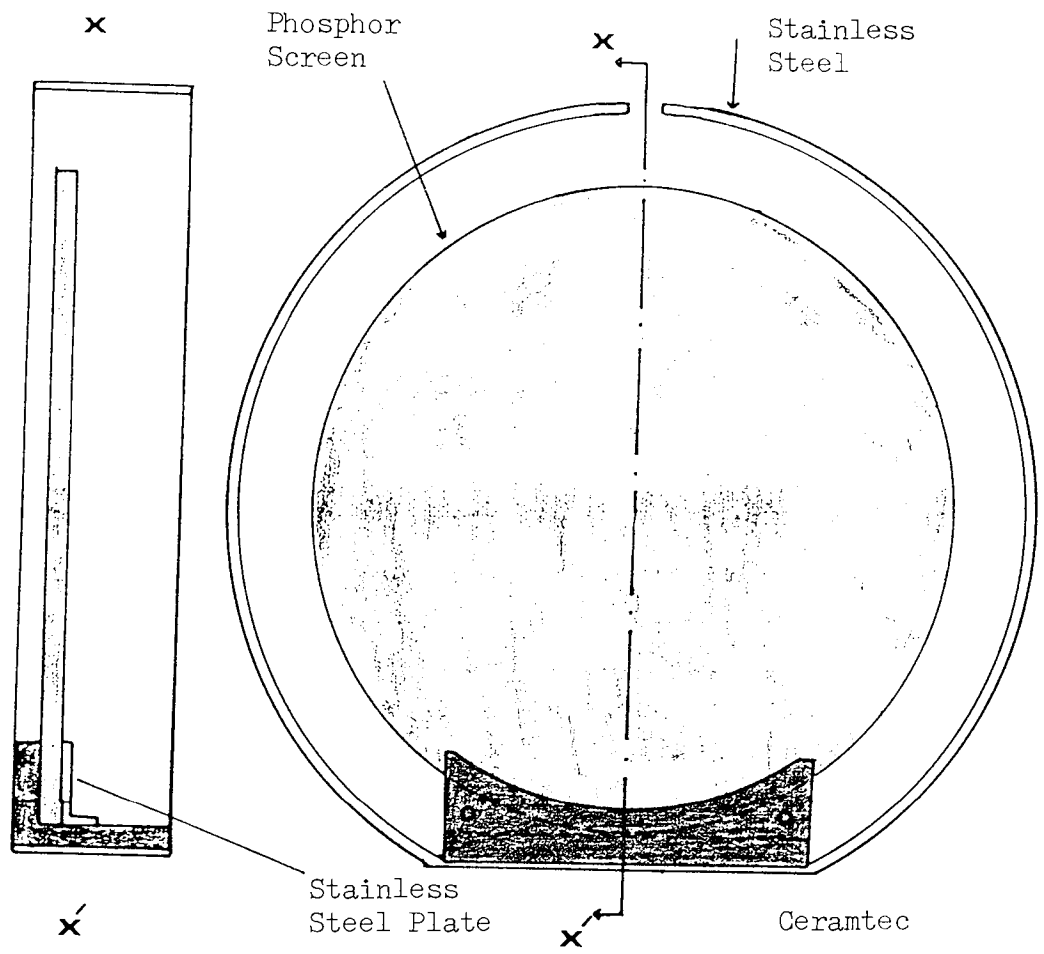 x
Phosphor
Screen
x
Stainless
Steel
Stainless
Steel Plate
x′
x′
Ceramtec